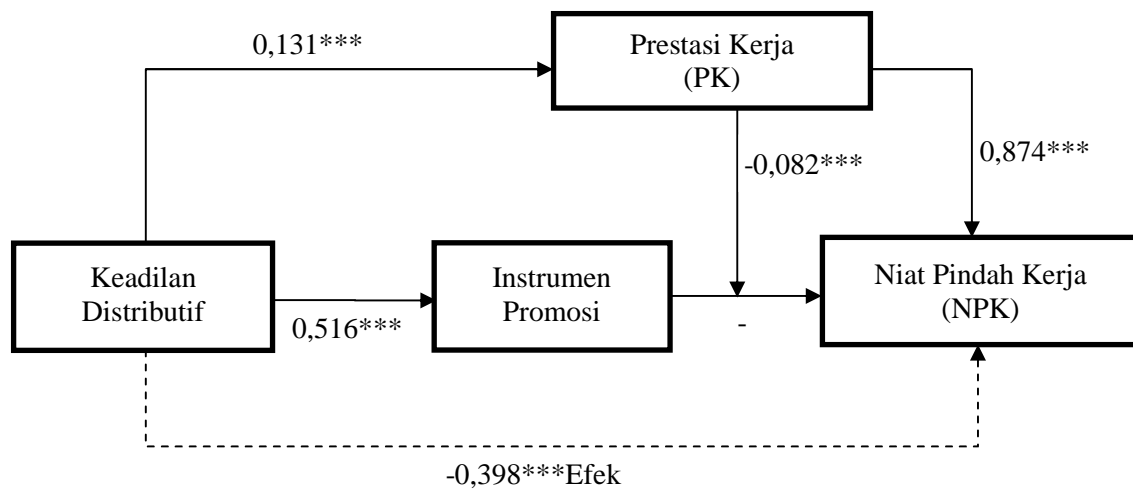 0,131***
Prestasi Kerja
(PK)
-0,082***
0,874***
Keadilan
Distributif
0,516***
Instrumen
Promosi
-
Niat Pindah Kerja
(NPK)
-0,398***Efek